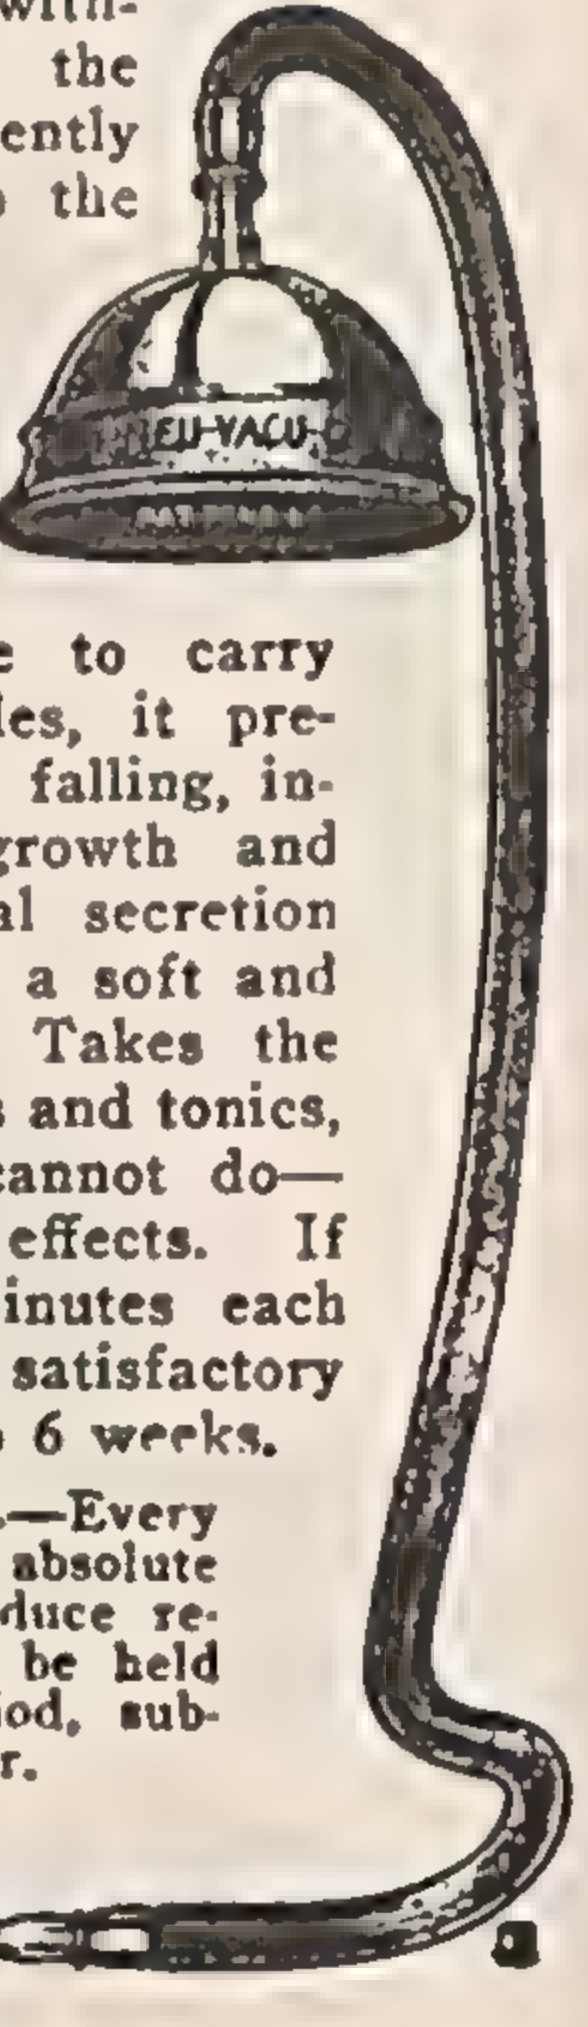 with-
the
ently
the
EU-VACU-
e to carry
les, it pre-
falling, in-
growth and
al secretion
a soft and
Takes the
s and tonics,
cannot do—
effects. If
inutes each
satisfactory
6 weeks.
.—Every
absolute
duce re-
be held
iod, sub-
r.